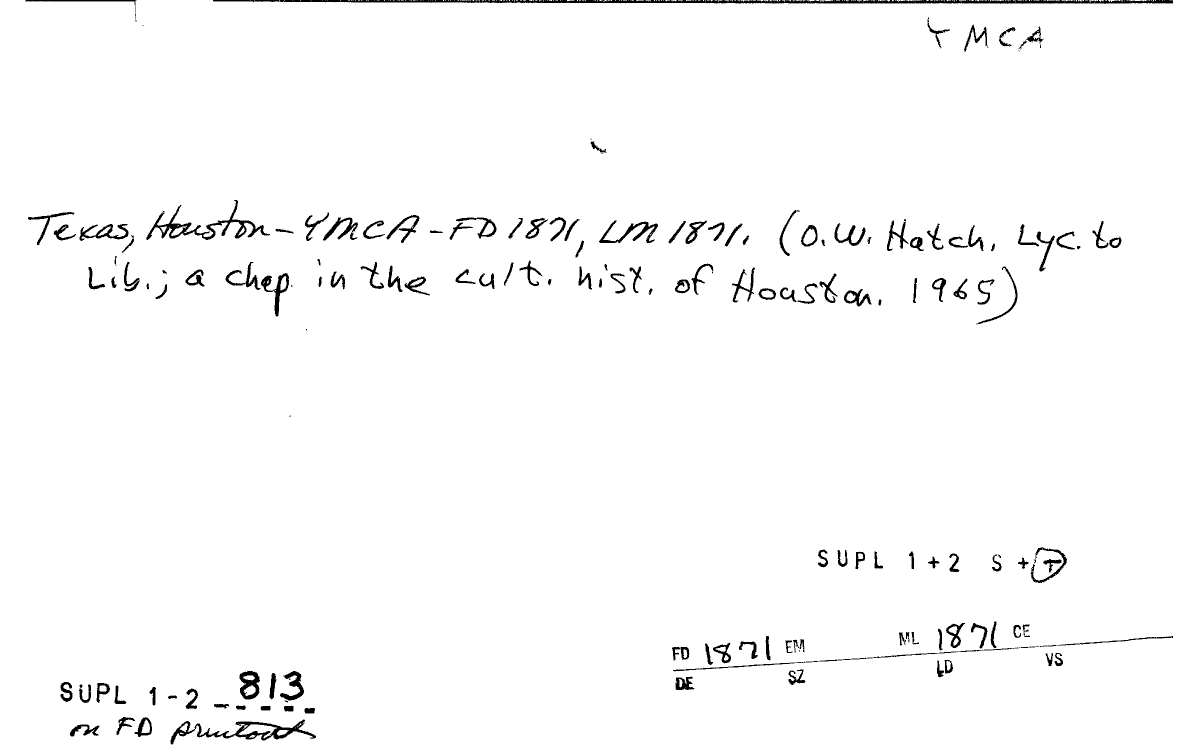 YMCA
Texas, Houston - YMCA - FD 1871, LM 1871. (O.W. Hatch. Lyc. to
Lib.; a chap. in the cult. hist. of Houston. 1965)
SUPL 1+2 S + T
FD 1871 EM ML 1871 CE
DE SZ LD VS
SUPL 1-2 813
on FD printout